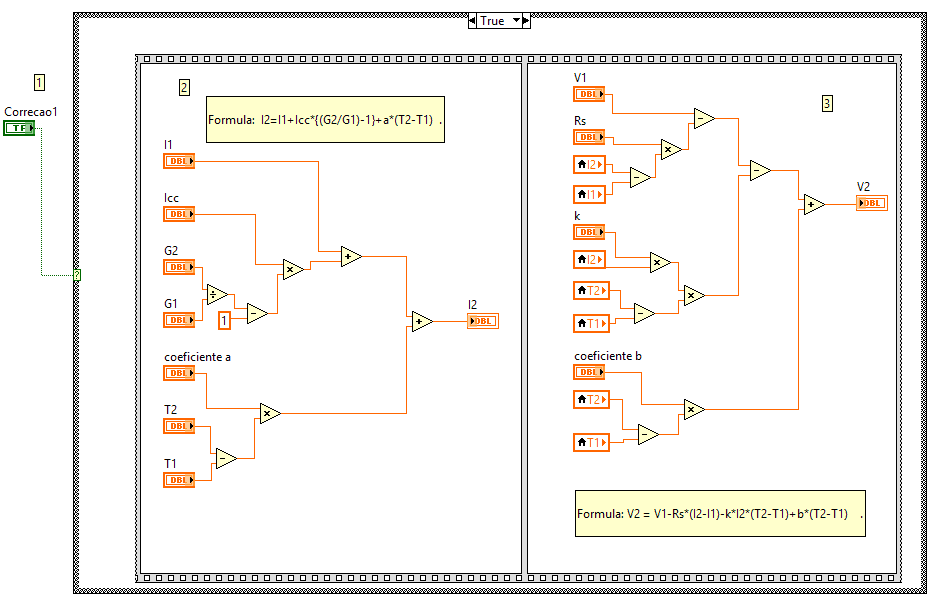 True
1
Correcao1
TF
?
2
Formula: I2=I1+Icc*{(G2/G1)-1}+a*(T2-T1) .
I1
DBL
Icc
DBL
G2
DBL
÷
×
+
-
G1
DBL
1
+
I2
DBL
coeficiente a
DBL
×
T2
DBL
-
T1
DBL
3
V1
DBL
-
Rs
DBL
×
I2
-
I1
-
V2
+
DBL
k
DBL
I2
×
T2
×
-
T1
coeficiente b
DBL
T2
×
-
T1
Formula: V2 = V1-Rs*(I2-I1)-k*I2*(T2-T1)+b*(T2-T1) .